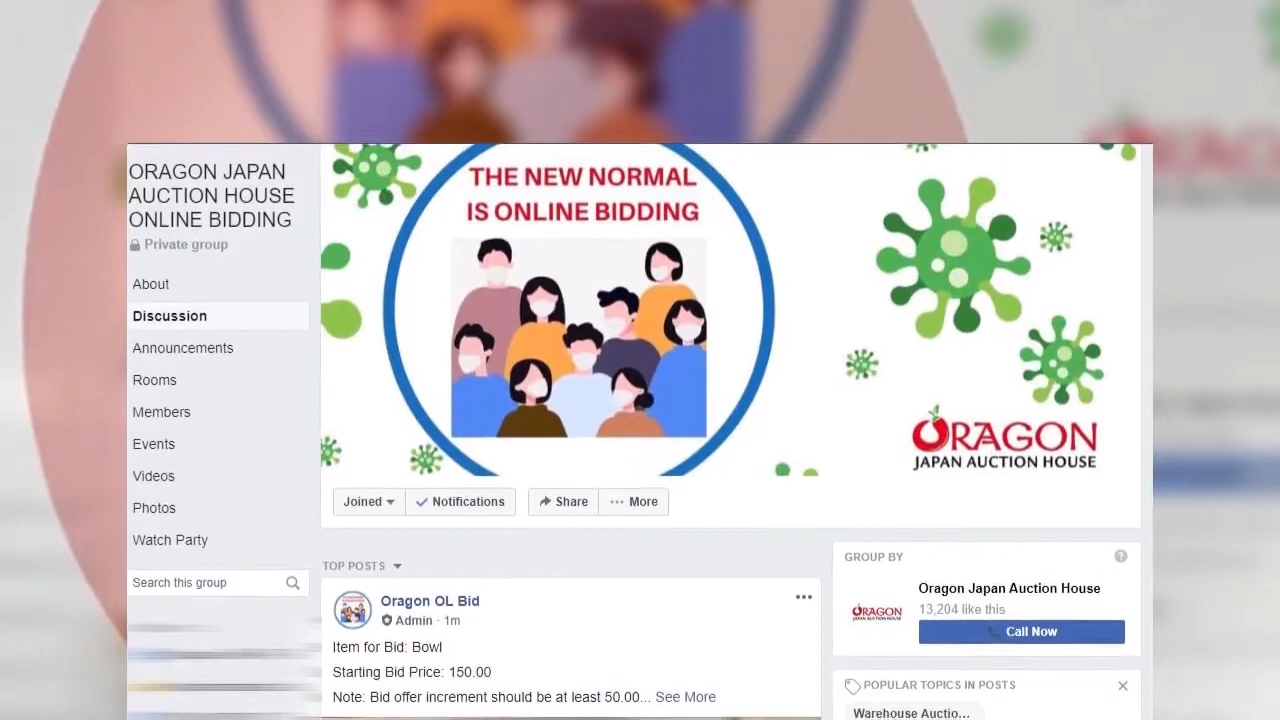 ORAGON JAPAN
AUCTION HOUSE
ONLINE BIDDING
Private group
About
Discussion
Announcements
Rooms
Members
Events
Videos
Photos
Watch Party
Search this group
THE NEW NORMAL
IS ONLINE BIDDING
ORAGON
JAPAN AUCTION HOUSE
Joined
Notifications
Share
More
TOP POSTS
Oragon OL Bid
Admin · 1m
Item for Bid: Bowl
Starting Bid Price: 150.00
Note: Bid offer increment should be at least 50.00... See More
GROUP BY
ORAGON
JAPAN AUCTION HOUSE
Oragon Japan Auction House
13,204 like this
Call Now
POPULAR TOPICS IN POSTS
Warehouse Auctio...